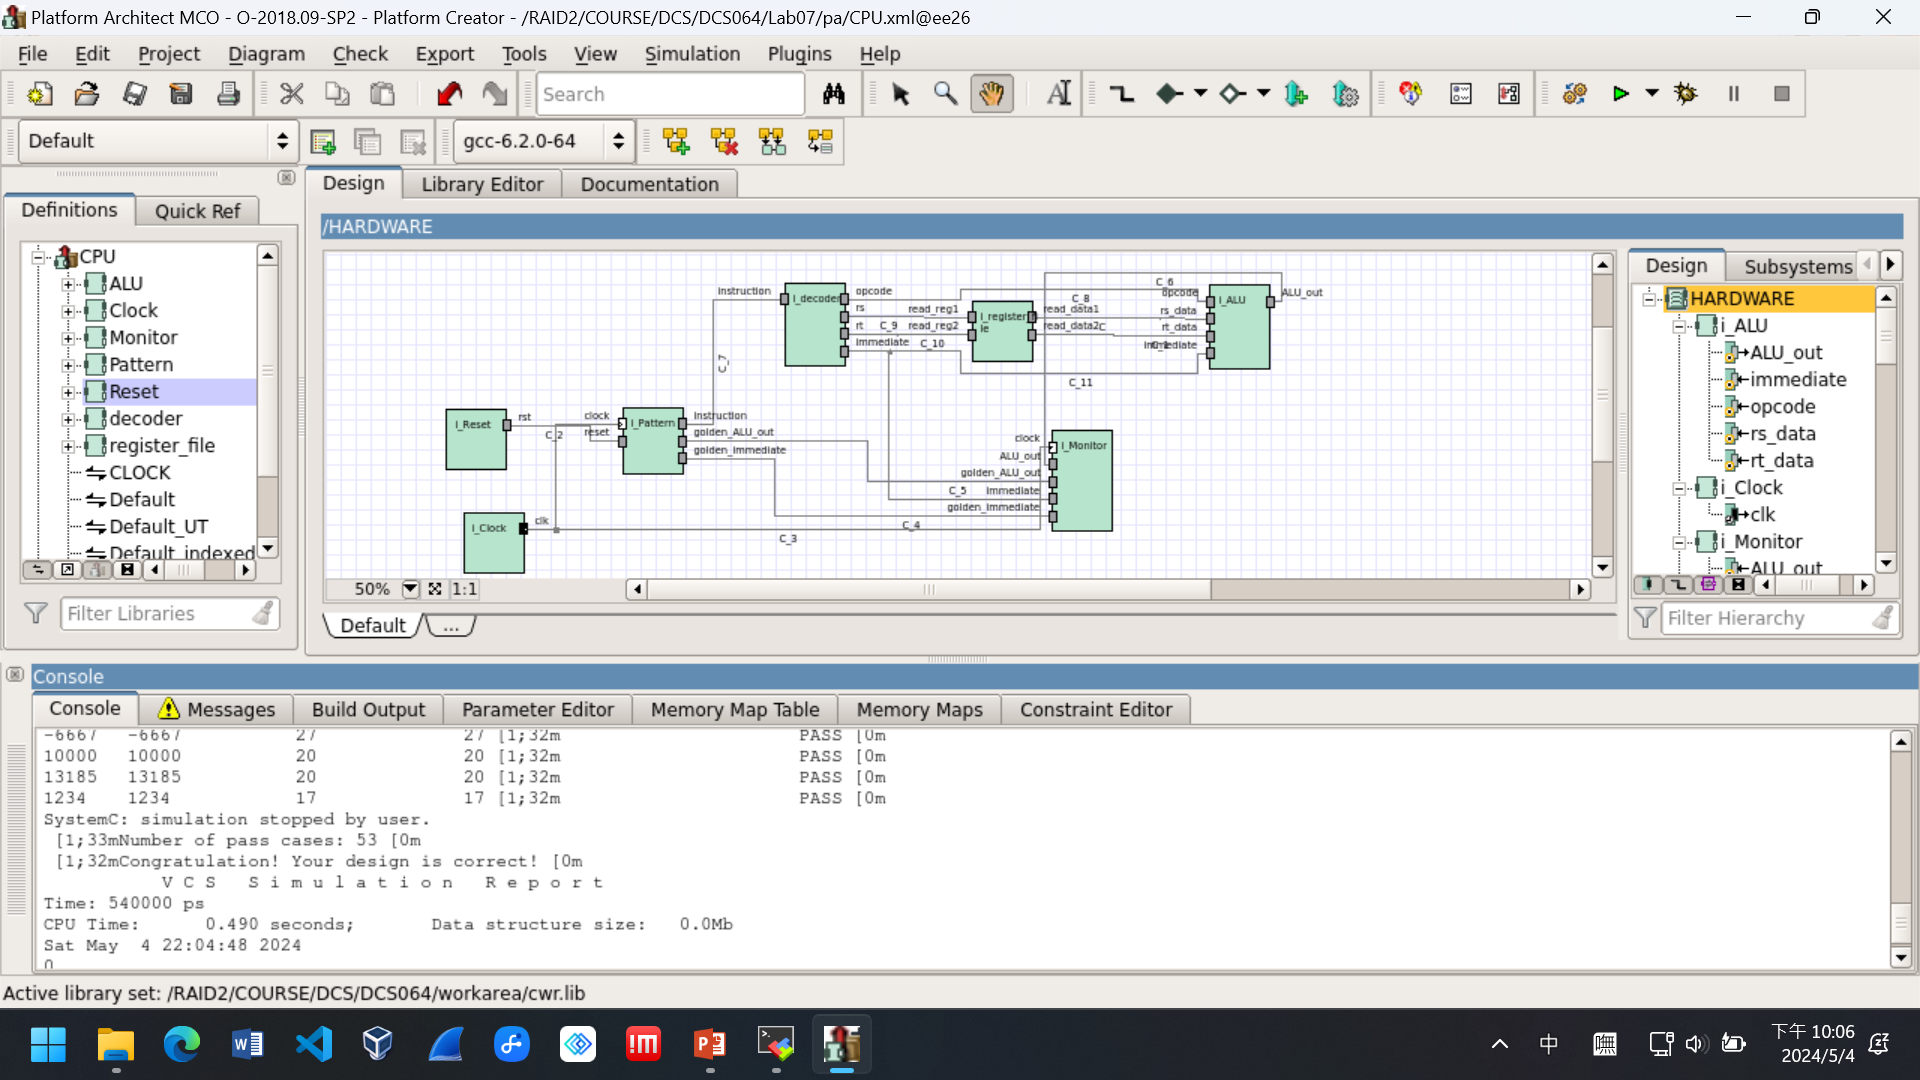 Platform Architect MCO - O-2018.09-SP2 - Platform Creator - /RAID2/COURSE/DCS/DCS064/Lab07/pa/CPU.xml@ee26
File Edit Project Diagram Check Export Tools View Simulation Plugins Help
Search
Default gcc-6.2.0-64
Design Library Editor Documentation
Definitions Quick Ref
/HARDWARE
CPU
ALU
Clock
Monitor
Pattern
Reset
decoder
register_file
CLOCK
Default
Default_UT
Default_indexed
Filter Libraries
instruction
i_decoder
opcode
rs
rt
immediate
C_9
C_10
read_reg1
read_reg2
i_register
le
read_data1
read_data2
C_8
C_6
C_11
opcode
rs_data
rt_data
i_ALU
ALU_out
C_7
i_Reset
rst
C_2
clock
reset
i_Pattern
instruction
golden_ALU_out
golden_immediate
clock
ALU_out
golden_ALU_out
immediate
golden_immediate
i_Monitor
C_5
C_4
C_3
i_Clock
clk
50% 1:1
Default ...
Design Subsystems
HARDWARE
i_ALU
ALU_out
immediate
opcode
rs_data
rt_data
i_Clock
clk
i_Monitor
ALU_out
Filter Hierarchy
Console
Console Messages Build Output Parameter Editor Memory Map Table Memory Maps Constraint Editor
-6667 -6667 27 27 [1;32m PASS [0m
10000 10000 20 20 [1;32m PASS [0m
13185 13185 20 20 [1;32m PASS [0m
1234 1234 17 17 [1;32m PASS [0m
SystemC: simulation stopped by user.
[1;33mNumber of pass cases: 53 [0m
[1;32mCongratulation! Your design is correct! [0m
V C S S i m u l a t i o n R e p o r t
Time: 540000 ps
CPU Time: 0.490 seconds; Data structure size: 0.0Mb
Sat May 4 22:04:48 2024
0
Active library set: /RAID2/COURSE/DCS/DCS064/workarea/cwr.lib
中
下午 10:06
2024/5/4